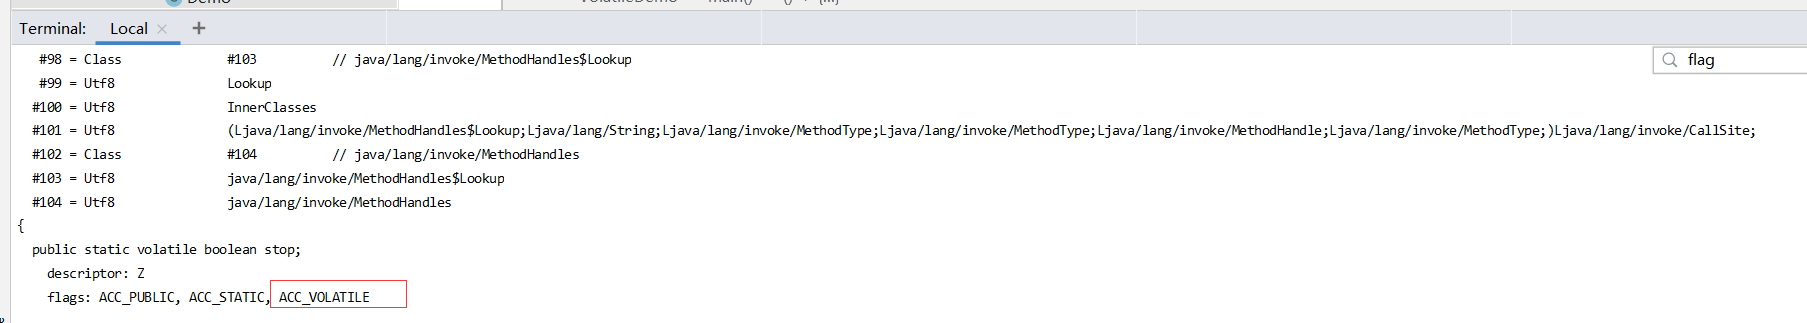 Demo
VolatileDemo main()
Terminal: Local × +
#98 = Class #103 // java/lang/invoke/MethodHandles$Lookup
flag
#99 = Utf8 Lookup
#100 = Utf8 InnerClasses
#101 = Utf8 (Ljava/lang/invoke/MethodHandles$Lookup;Ljava/lang/String;Ljava/lang/invoke/MethodType;Ljava/lang/invoke/MethodType;Ljava/lang/invoke/MethodHandle;Ljava/lang/invoke/MethodType;)Ljava/lang/invoke/CallSite;
#102 = Class #104 // java/lang/invoke/MethodHandles
#103 = Utf8 java/lang/invoke/MethodHandles$Lookup
#104 = Utf8 java/lang/invoke/MethodHandles
{
public static volatile boolean stop;
descriptor: Z
flags: ACC_PUBLIC, ACC_STATIC, ACC_VOLATILE